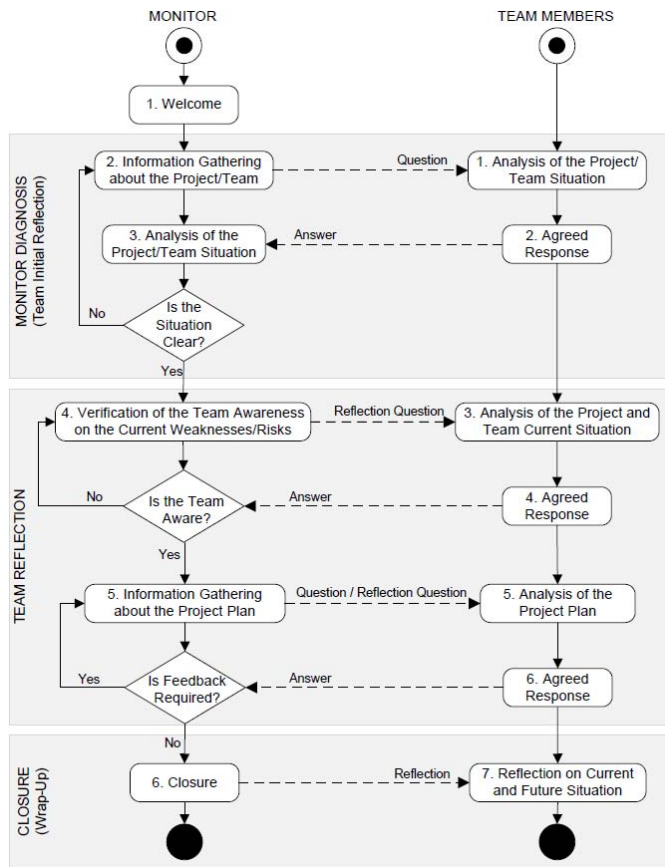 MONITOR
TEAM MEMBERS
1. Welcome
MONITOR DIAGNOSIS
(Team Initial Reflection)
2. Information Gathering
about the Project/Team
Question
1. Analysis of the Project/
Team Situation
3. Analysis of the
Project/Team Situation
Answer
2. Agreed
Response
Is the
Situation
Clear?
No
Yes
TEAM REFLECTION
4. Verification of the Team Awareness
on the Current Weaknesses/Risks
Reflection Question
3. Analysis of the Project and
Team Current Situation
Is the Team
Aware?
No
Answer
4. Agreed
Response
Yes
5. Information Gathering
about the Project Plan
Question / Reflection Question
5. Analysis of the
Project Plan
Is Feedback
Required?
Yes
Answer
6. Agreed
Response
No
CLOSURE
(Wrap-Up)
6. Closure
Reflection
7. Reflection on Current
and Future Situation